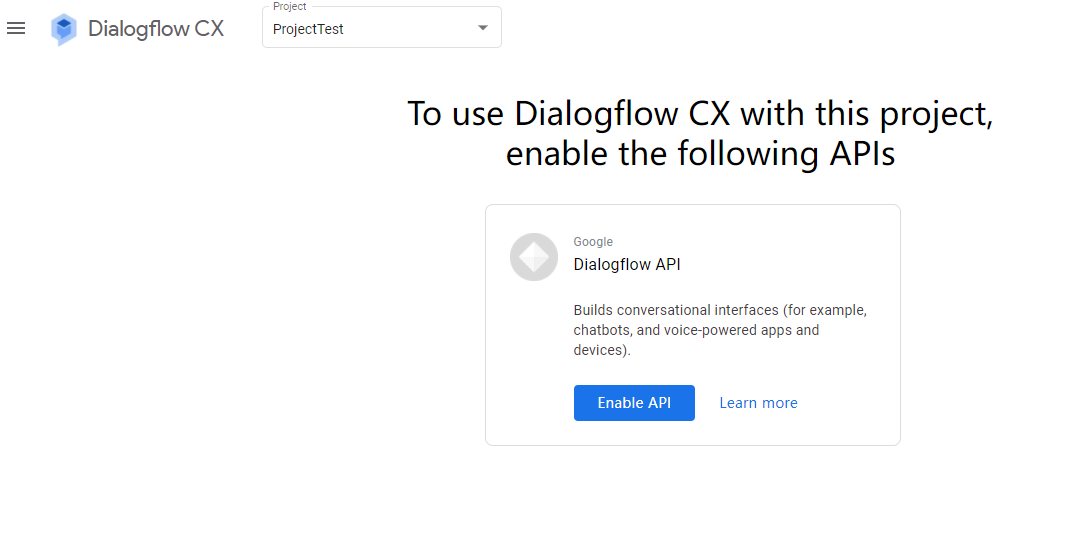 Dialogflow CX
Project
ProjectTest
To use Dialogflow CX with this project,
enable the following APIs
Google
Dialogflow API
Builds conversational interfaces (for example,
chatbots, and voice-powered apps and
devices).
Enable API
Learn more